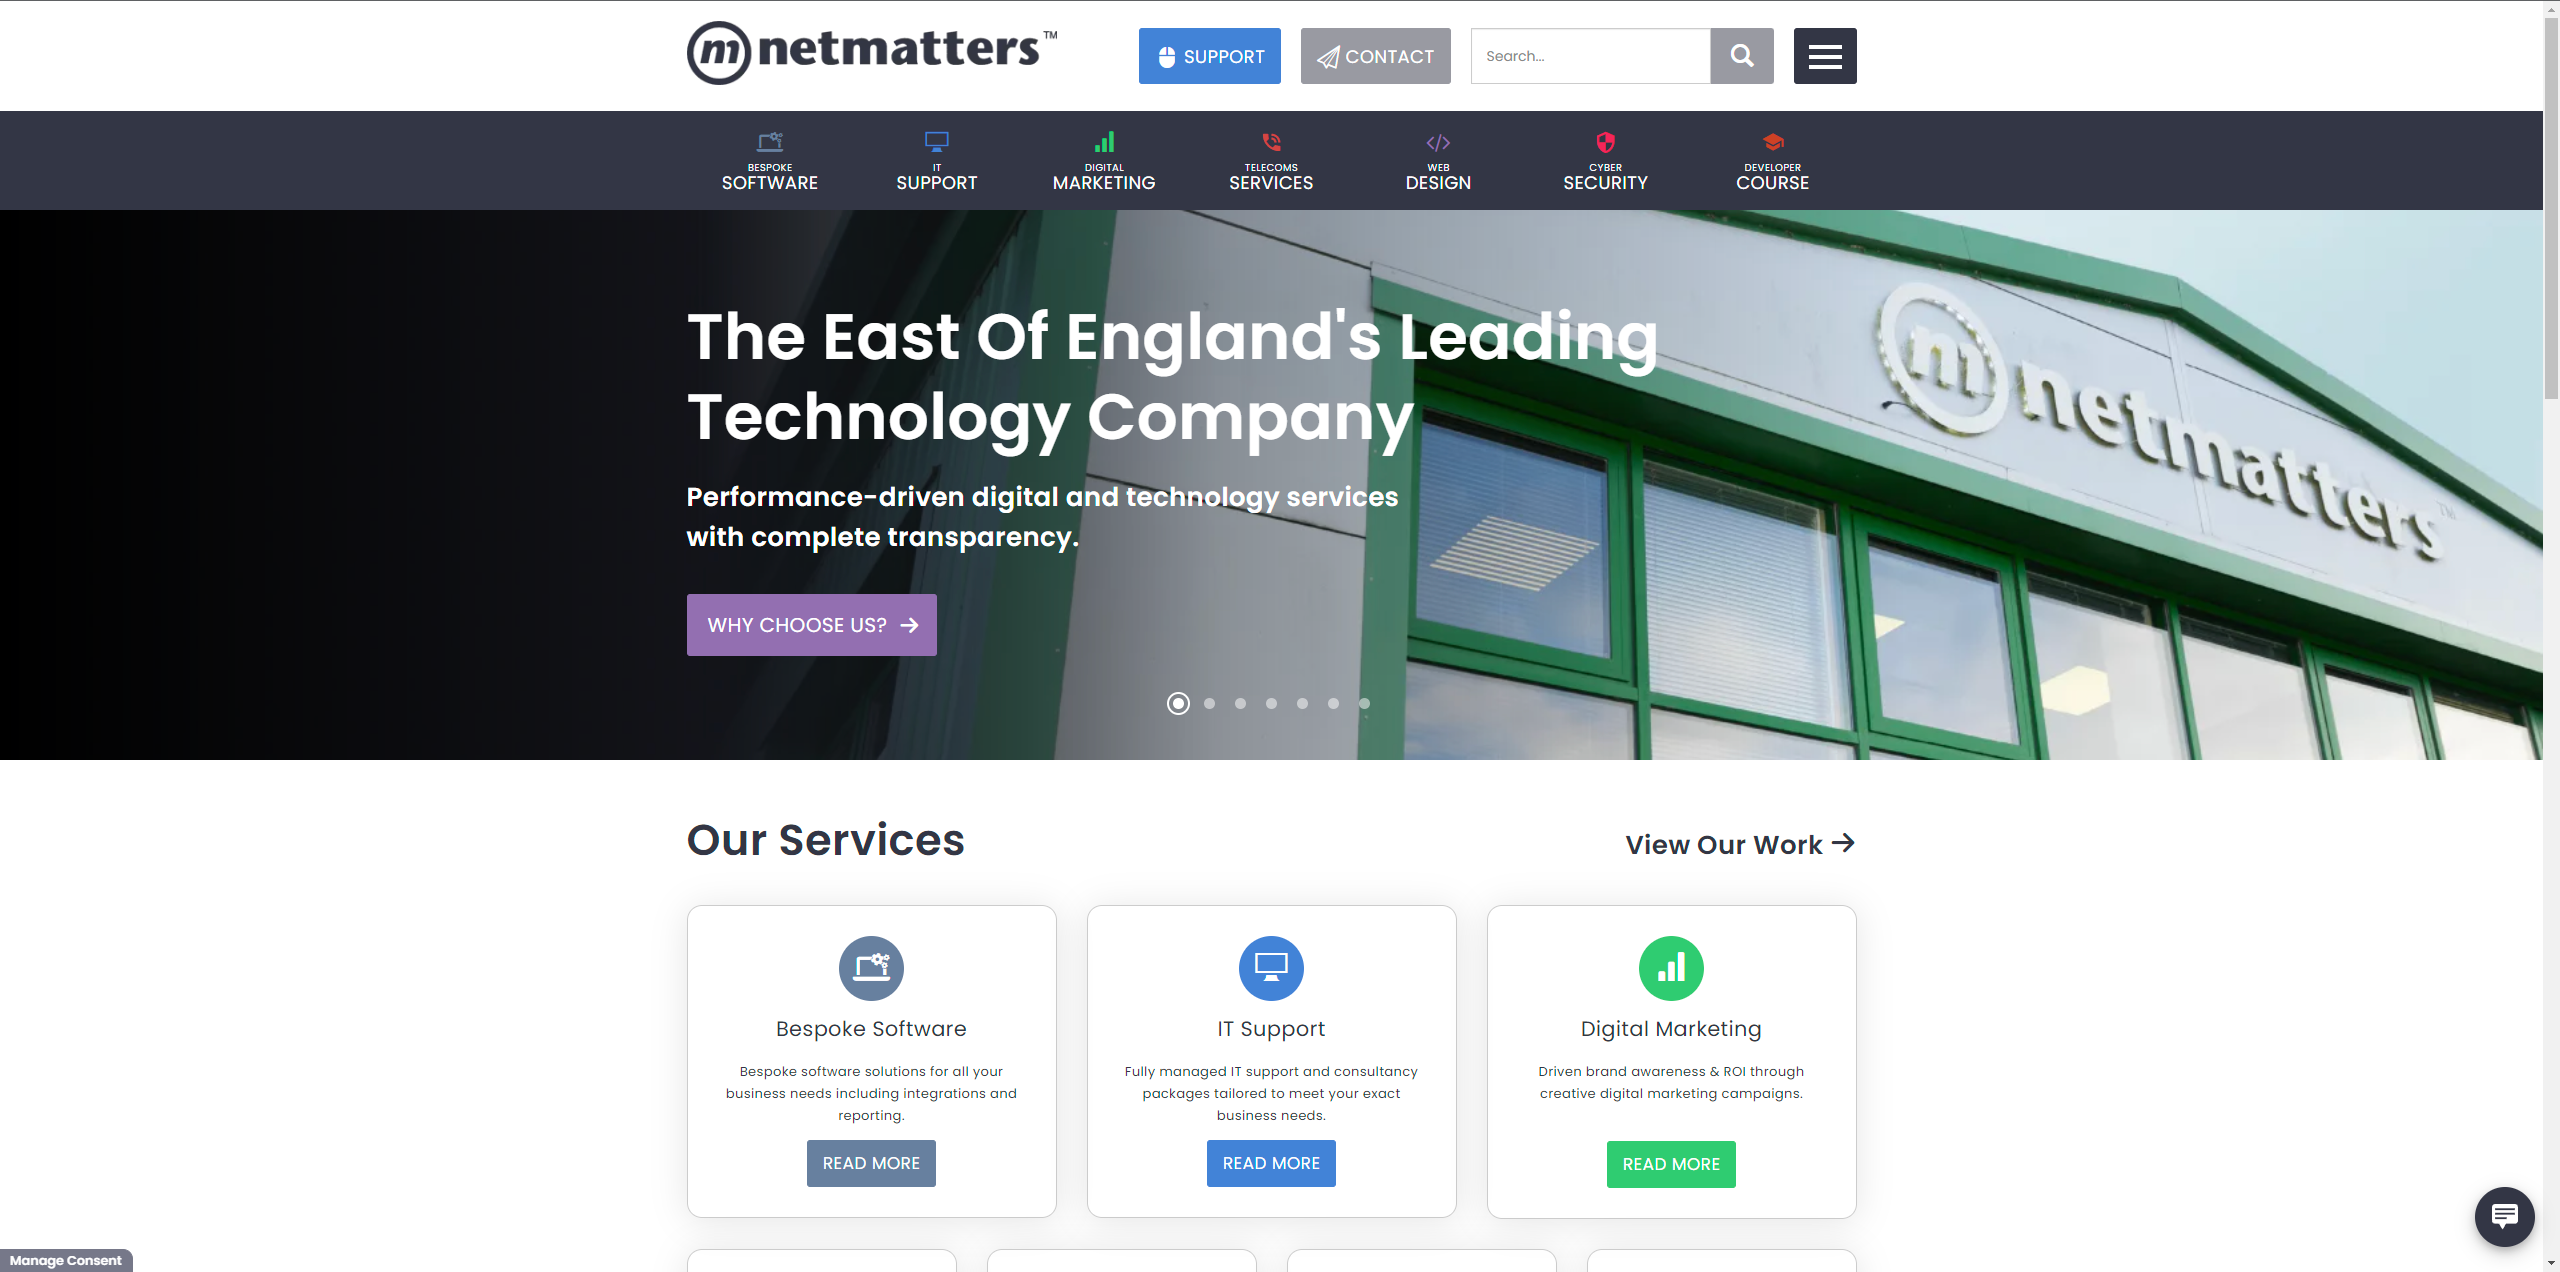 m netmatters™
SUPPORT
CONTACT
Search...
BESPOKE
SOFTWARE
IT
SUPPORT
DIGITAL
MARKETING
TELECOMS
SERVICES
WEB
DESIGN
CYBER
SECURITY
DEVELOPER
COURSE
The East Of England's Leading
Technology Company
Performance-driven digital and technology services
with complete transparency.
WHY CHOOSE US?
m netmatters™
Our Services
View Our Work
Bespoke Software
Bespoke software solutions for all your
business needs including integrations and
reporting.
READ MORE
IT Support
Fully managed IT support and consultancy
packages tailored to meet your exact
business needs.
READ MORE
Digital Marketing
Driven brand awareness & ROI through
creative digital marketing campaigns.
READ MORE
Manage Consent